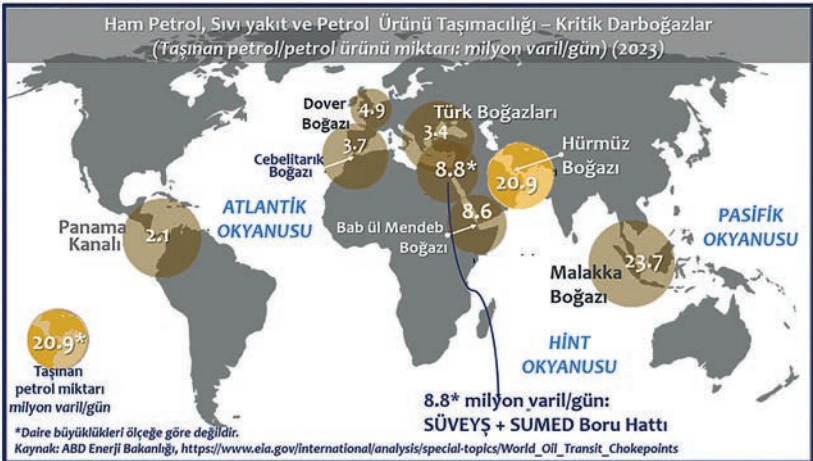 Ham Petrol, Sıvı yakıt ve Petrol Ürünü Taşımacılığı – Kritik Darboğazlar
(Taşınan petrol/petrol ürünü miktarı: milyon varil/gün) (2023)
Dover
Boğazı
4.9
Türk Boğazları
3.4
3.7
Cebelitarık
Boğazı
8.8*
Hürmüz
Boğazı
20.9
8.6
Bab ül Mendeb
Boğazı
ATLANTİK
OKYANUSU
Panama
Kanalı
2.1
PASİFİK
OKYANUSU
23.7
Malakka
Boğazı
HİNT
OKYANUSU
20.9*
Taşınan
petrol miktarı
milyon varil/gün
8.8* milyon varil/gün:
SÜVEYŞ + SUMED Boru Hattı
*Daire büyüklükleri ölçeğe göre değildir.
Kaynak: ABD Enerji Bakanlığı, https://www.eia.gov/international/analysis/special-topics/World_Oil_Transit_Chokepoints